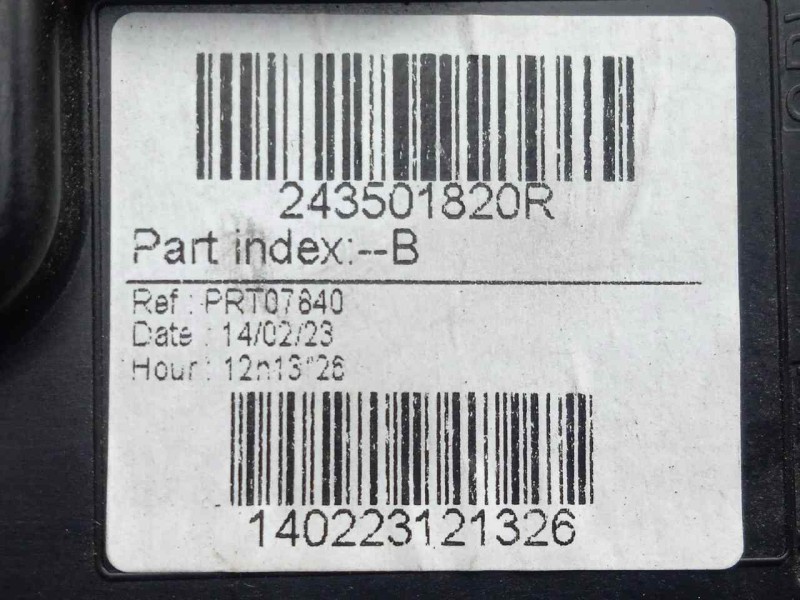 243501820R
Part index:--B
Ref : PRT07840
Date : 14/02/23
Hour : 12h13'26
140223121326